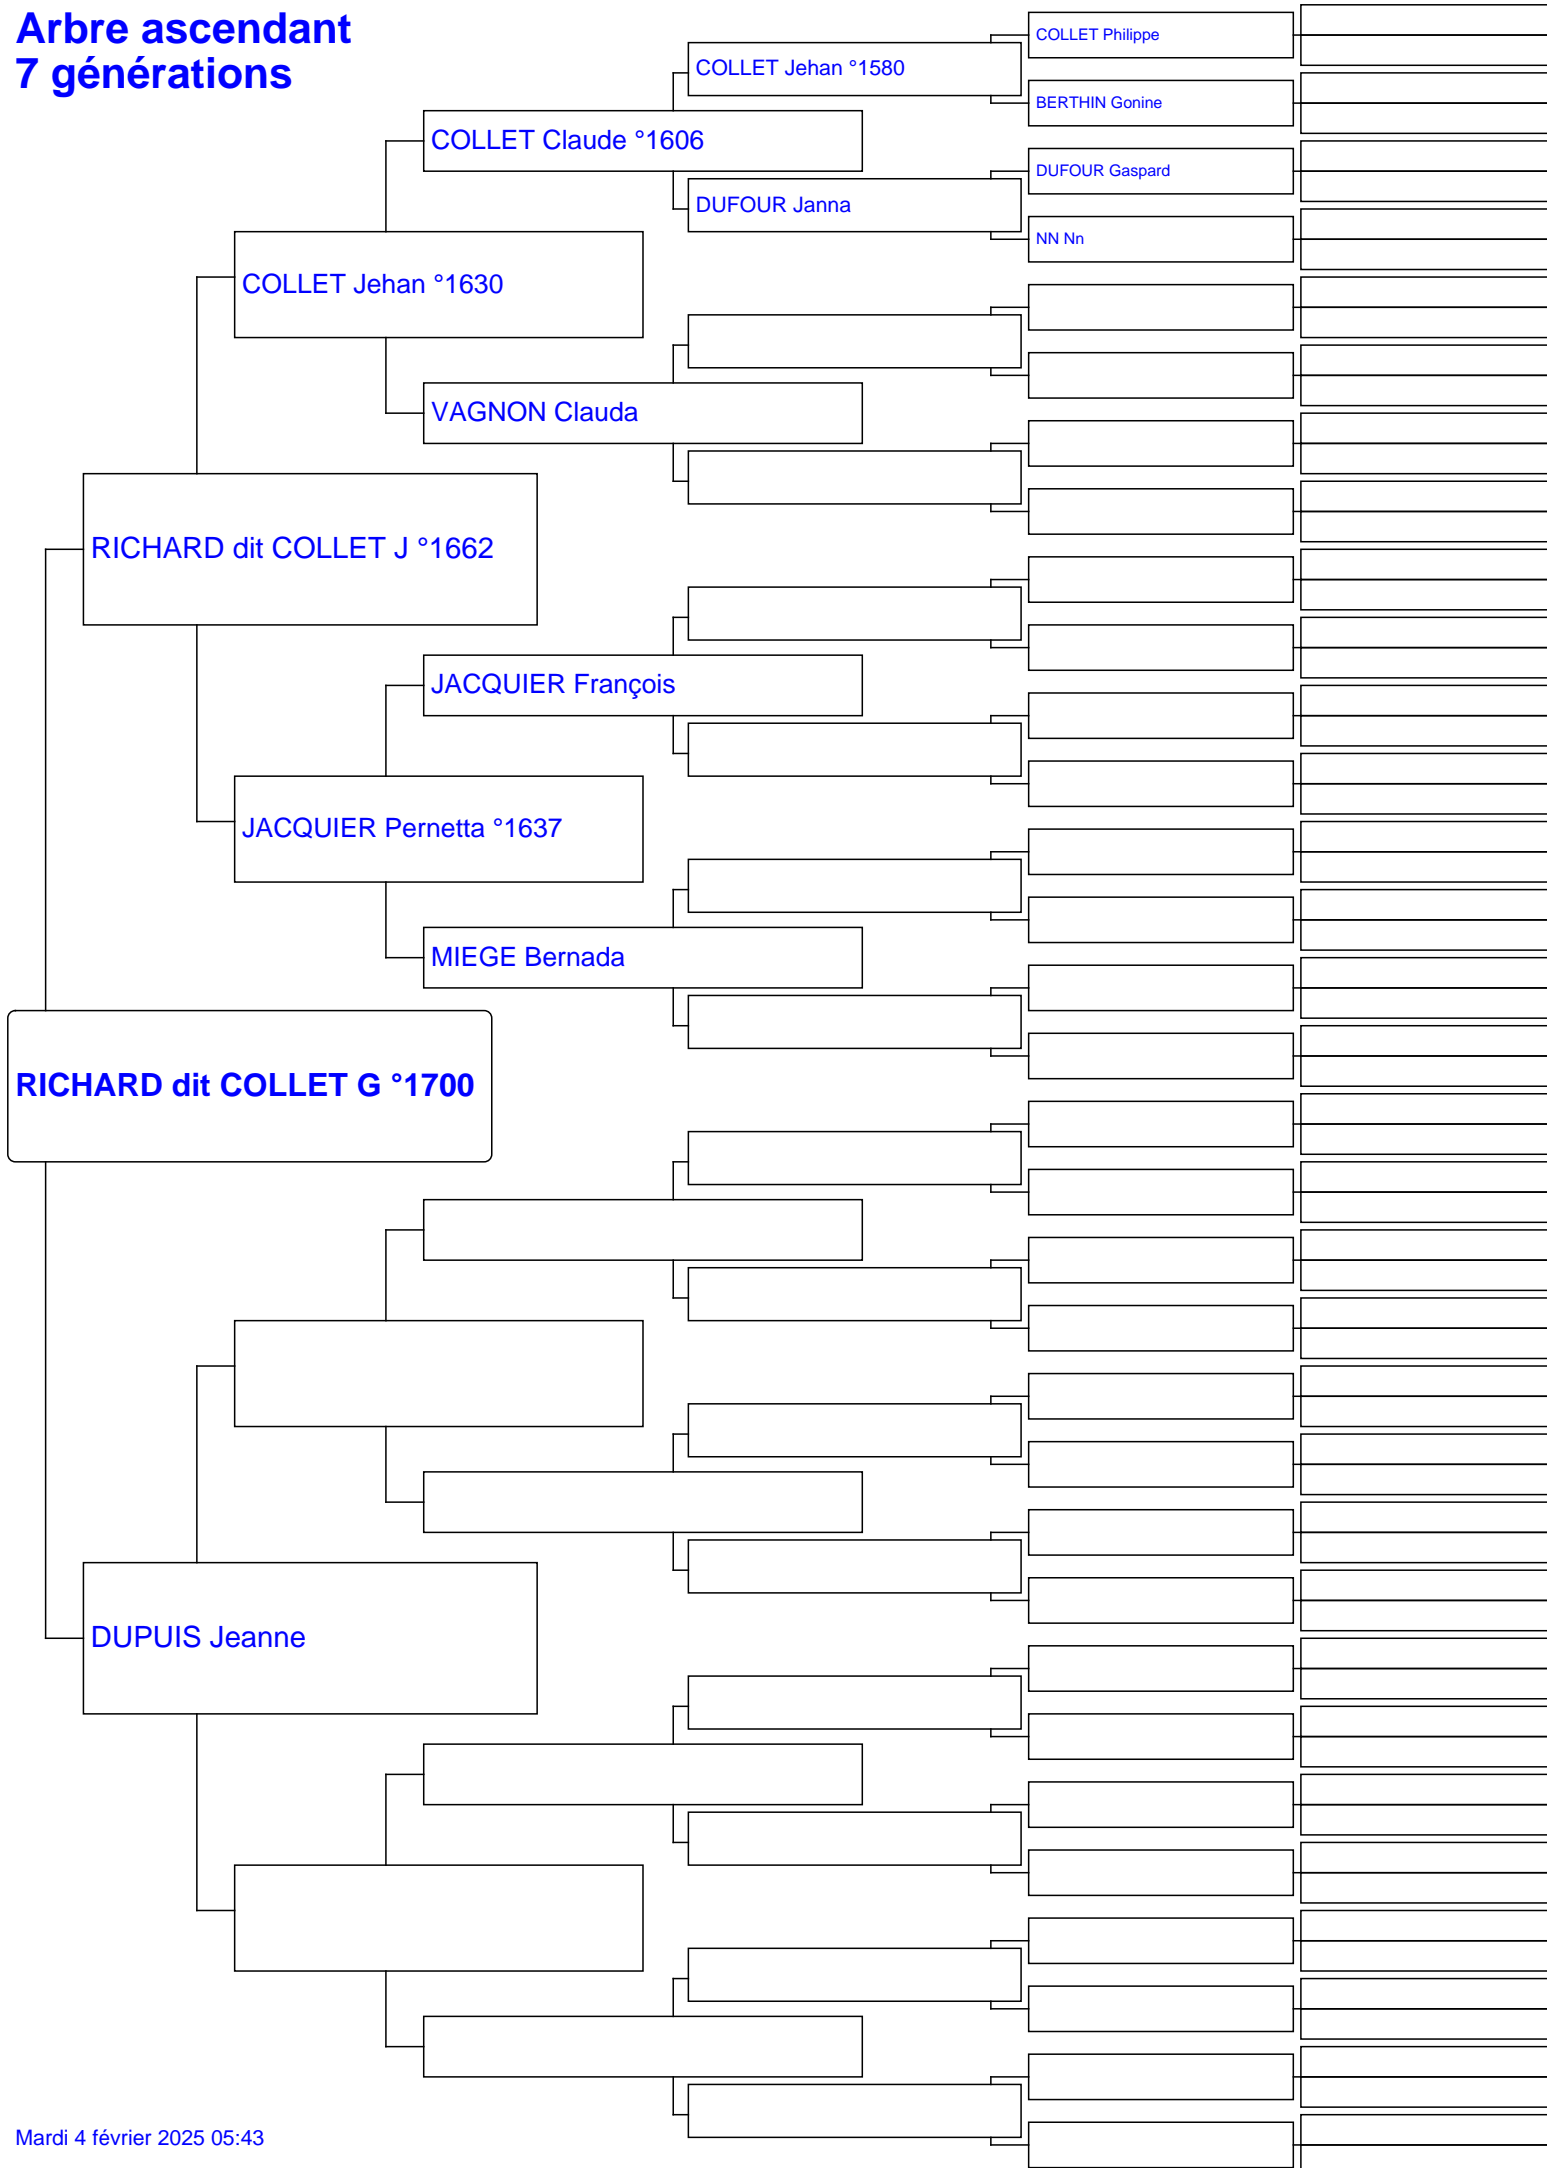 Arbre ascendant
7 générations
COLLET Philippe
COLLET Jehan °1580
BERTHIN Gonine
COLLET Claude °1606
DUFOUR Gaspard
DUFOUR Janna
NN Nn
COLLET Jehan °1630
VAGNON Clauda
RICHARD dit COLLET J °1662
JACQUIER François
JACQUIER Pernetta °1637
MIEGE Bernada
RICHARD dit COLLET G °1700
DUPUIS Jeanne
Mardi 4 février 2025 05:43